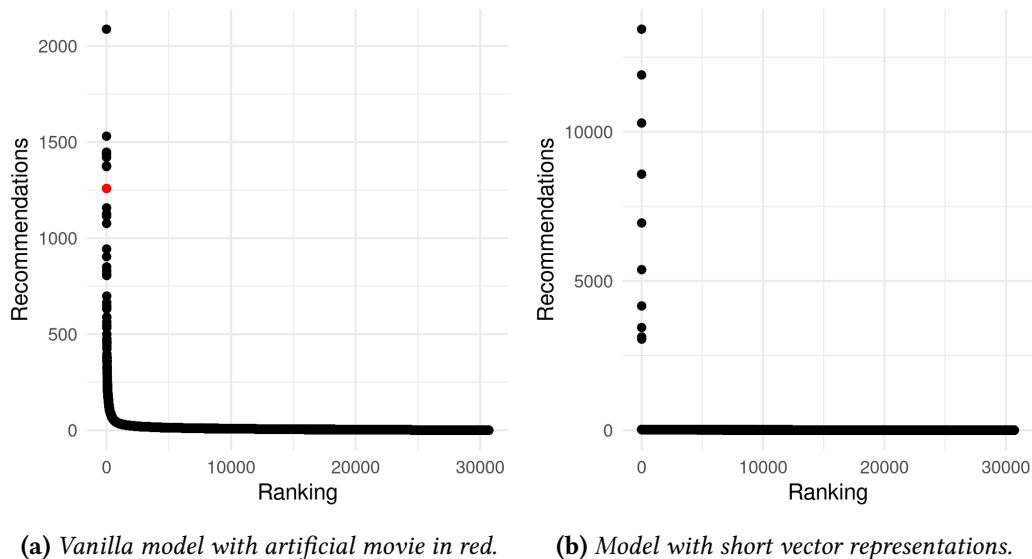 2000
1500
1000
500
0
Recommendations
0 10000 20000 30000
Ranking
10000
5000
0
Recommendations
0 10000 20000 30000
Ranking
(a) Vanilla model with artificial movie in red.
(b) Model with short vector representations.